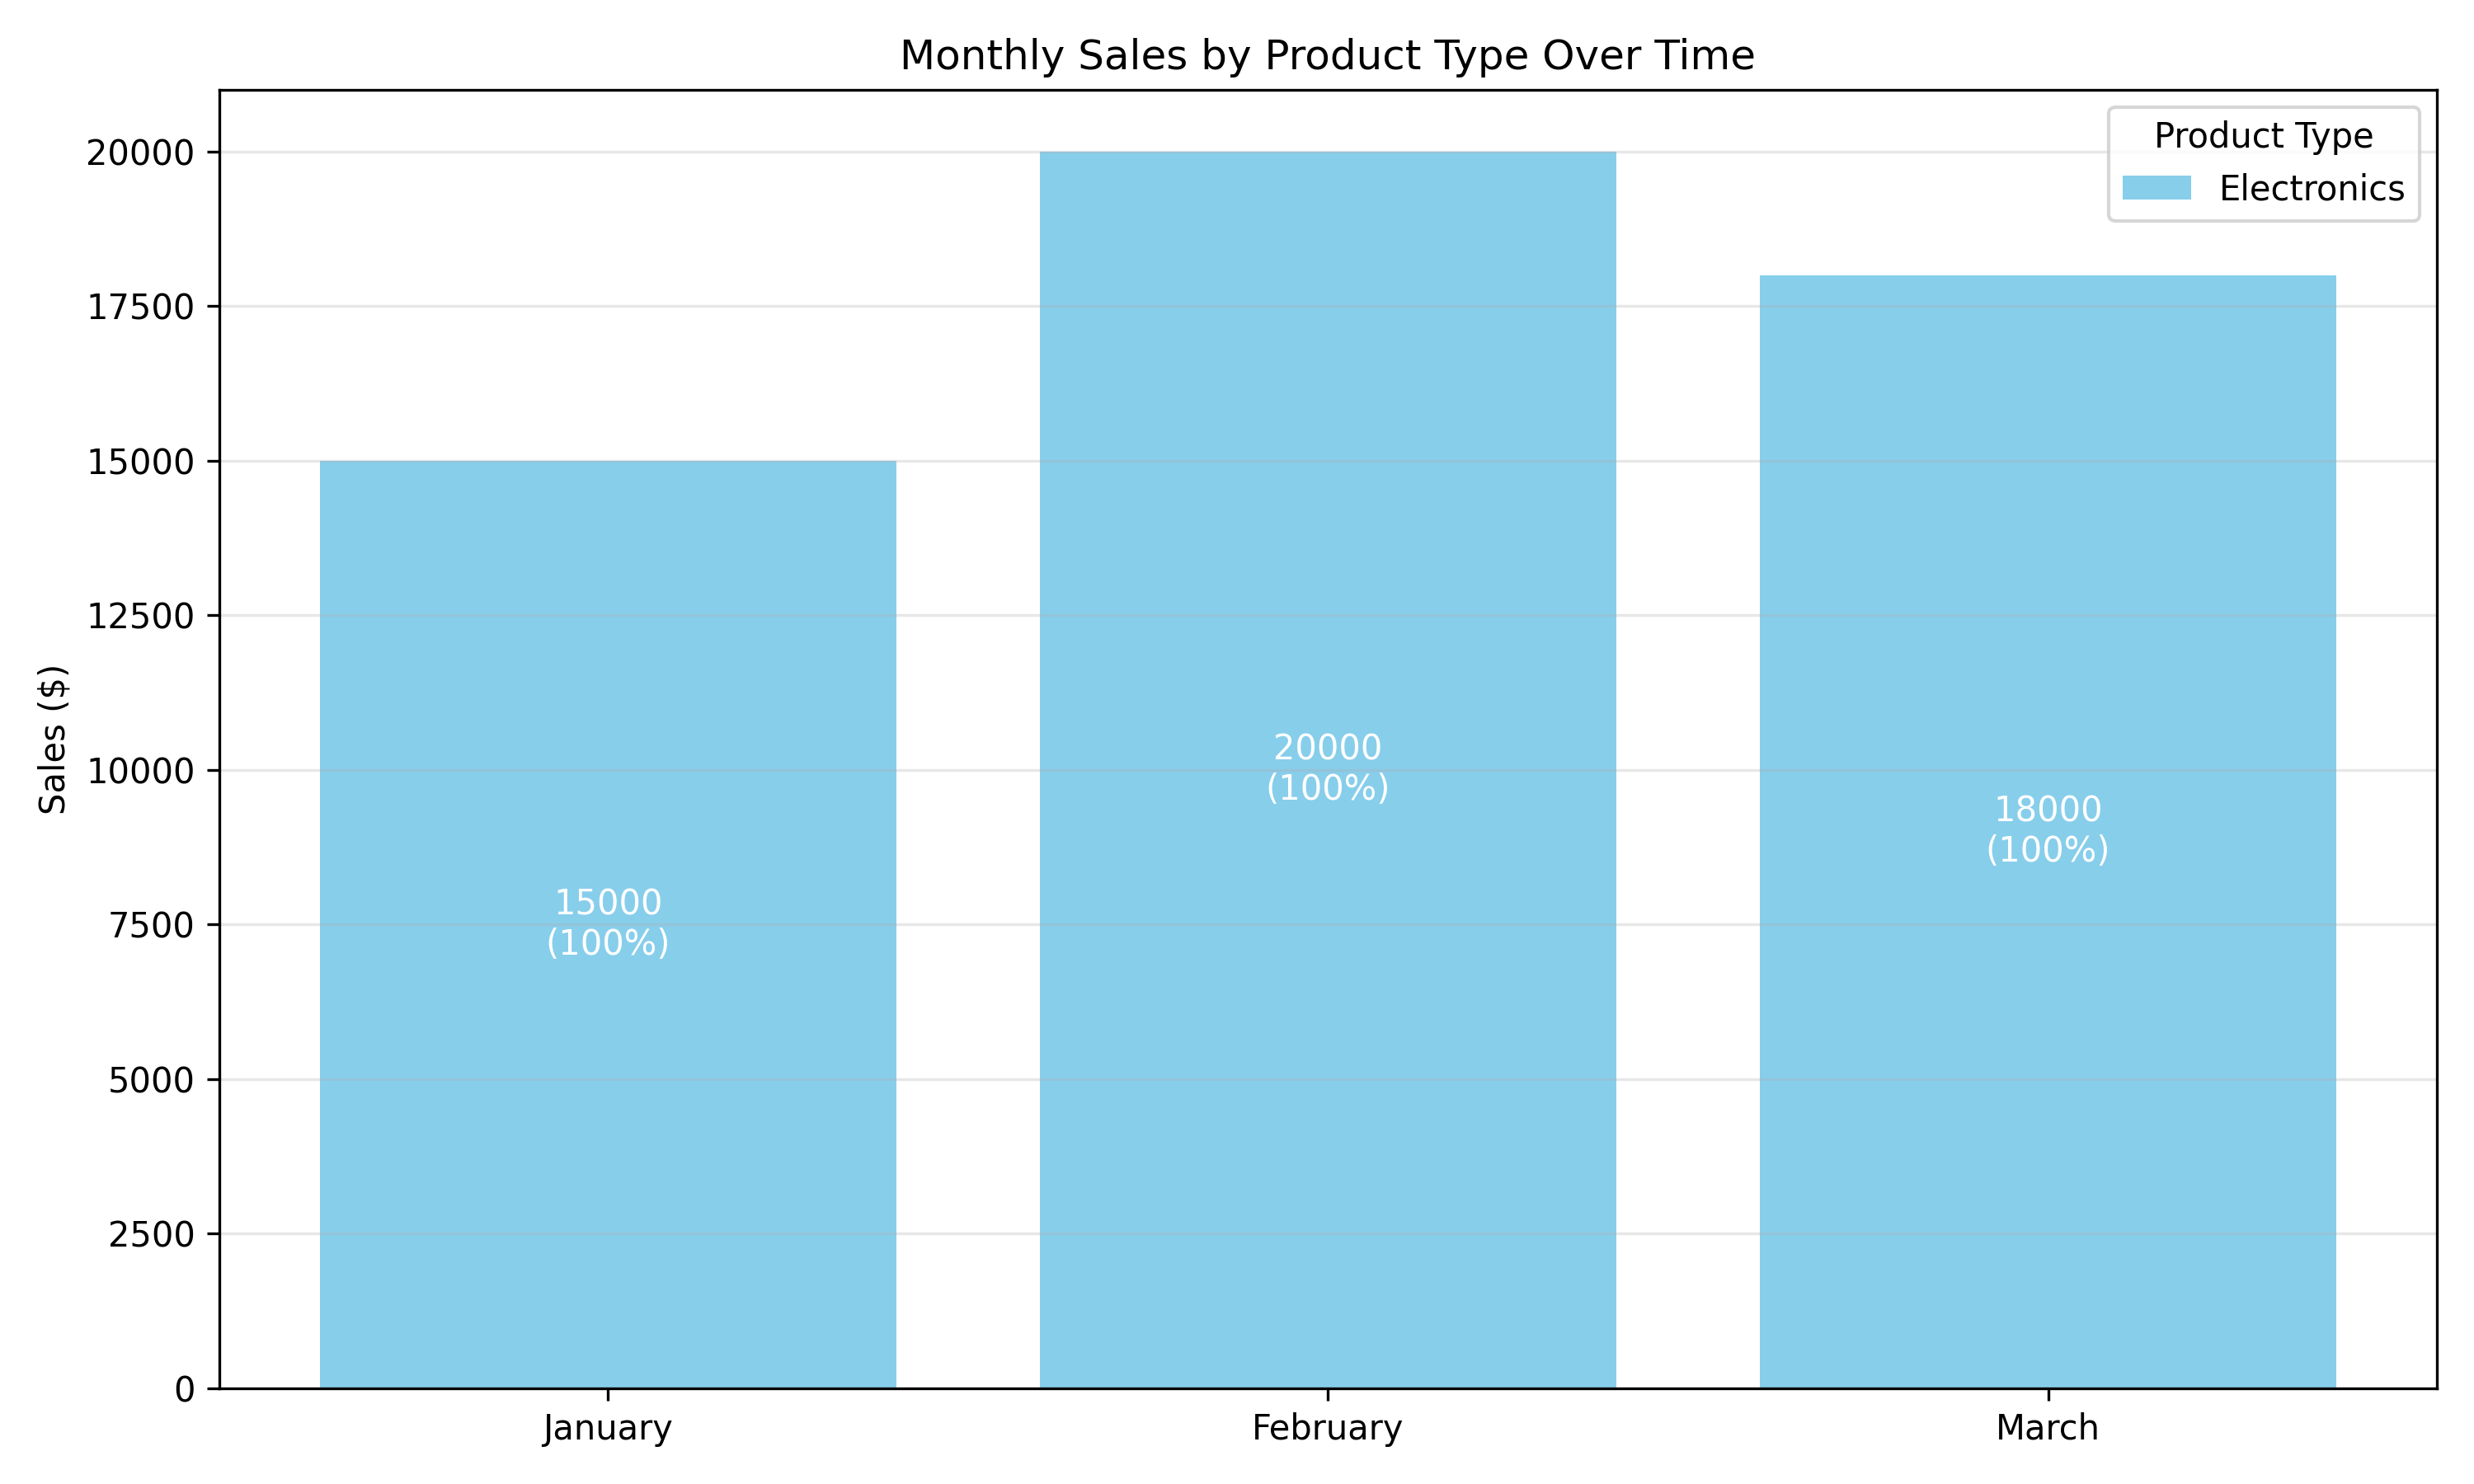 Monthly Sales by Product Type Over Time
Product Type
Electronics
Sales ($)
20000
17500
15000
12500
10000
7500
5000
2500
0
15000
(100%)
20000
(100%)
18000
(100%)
January
February
March